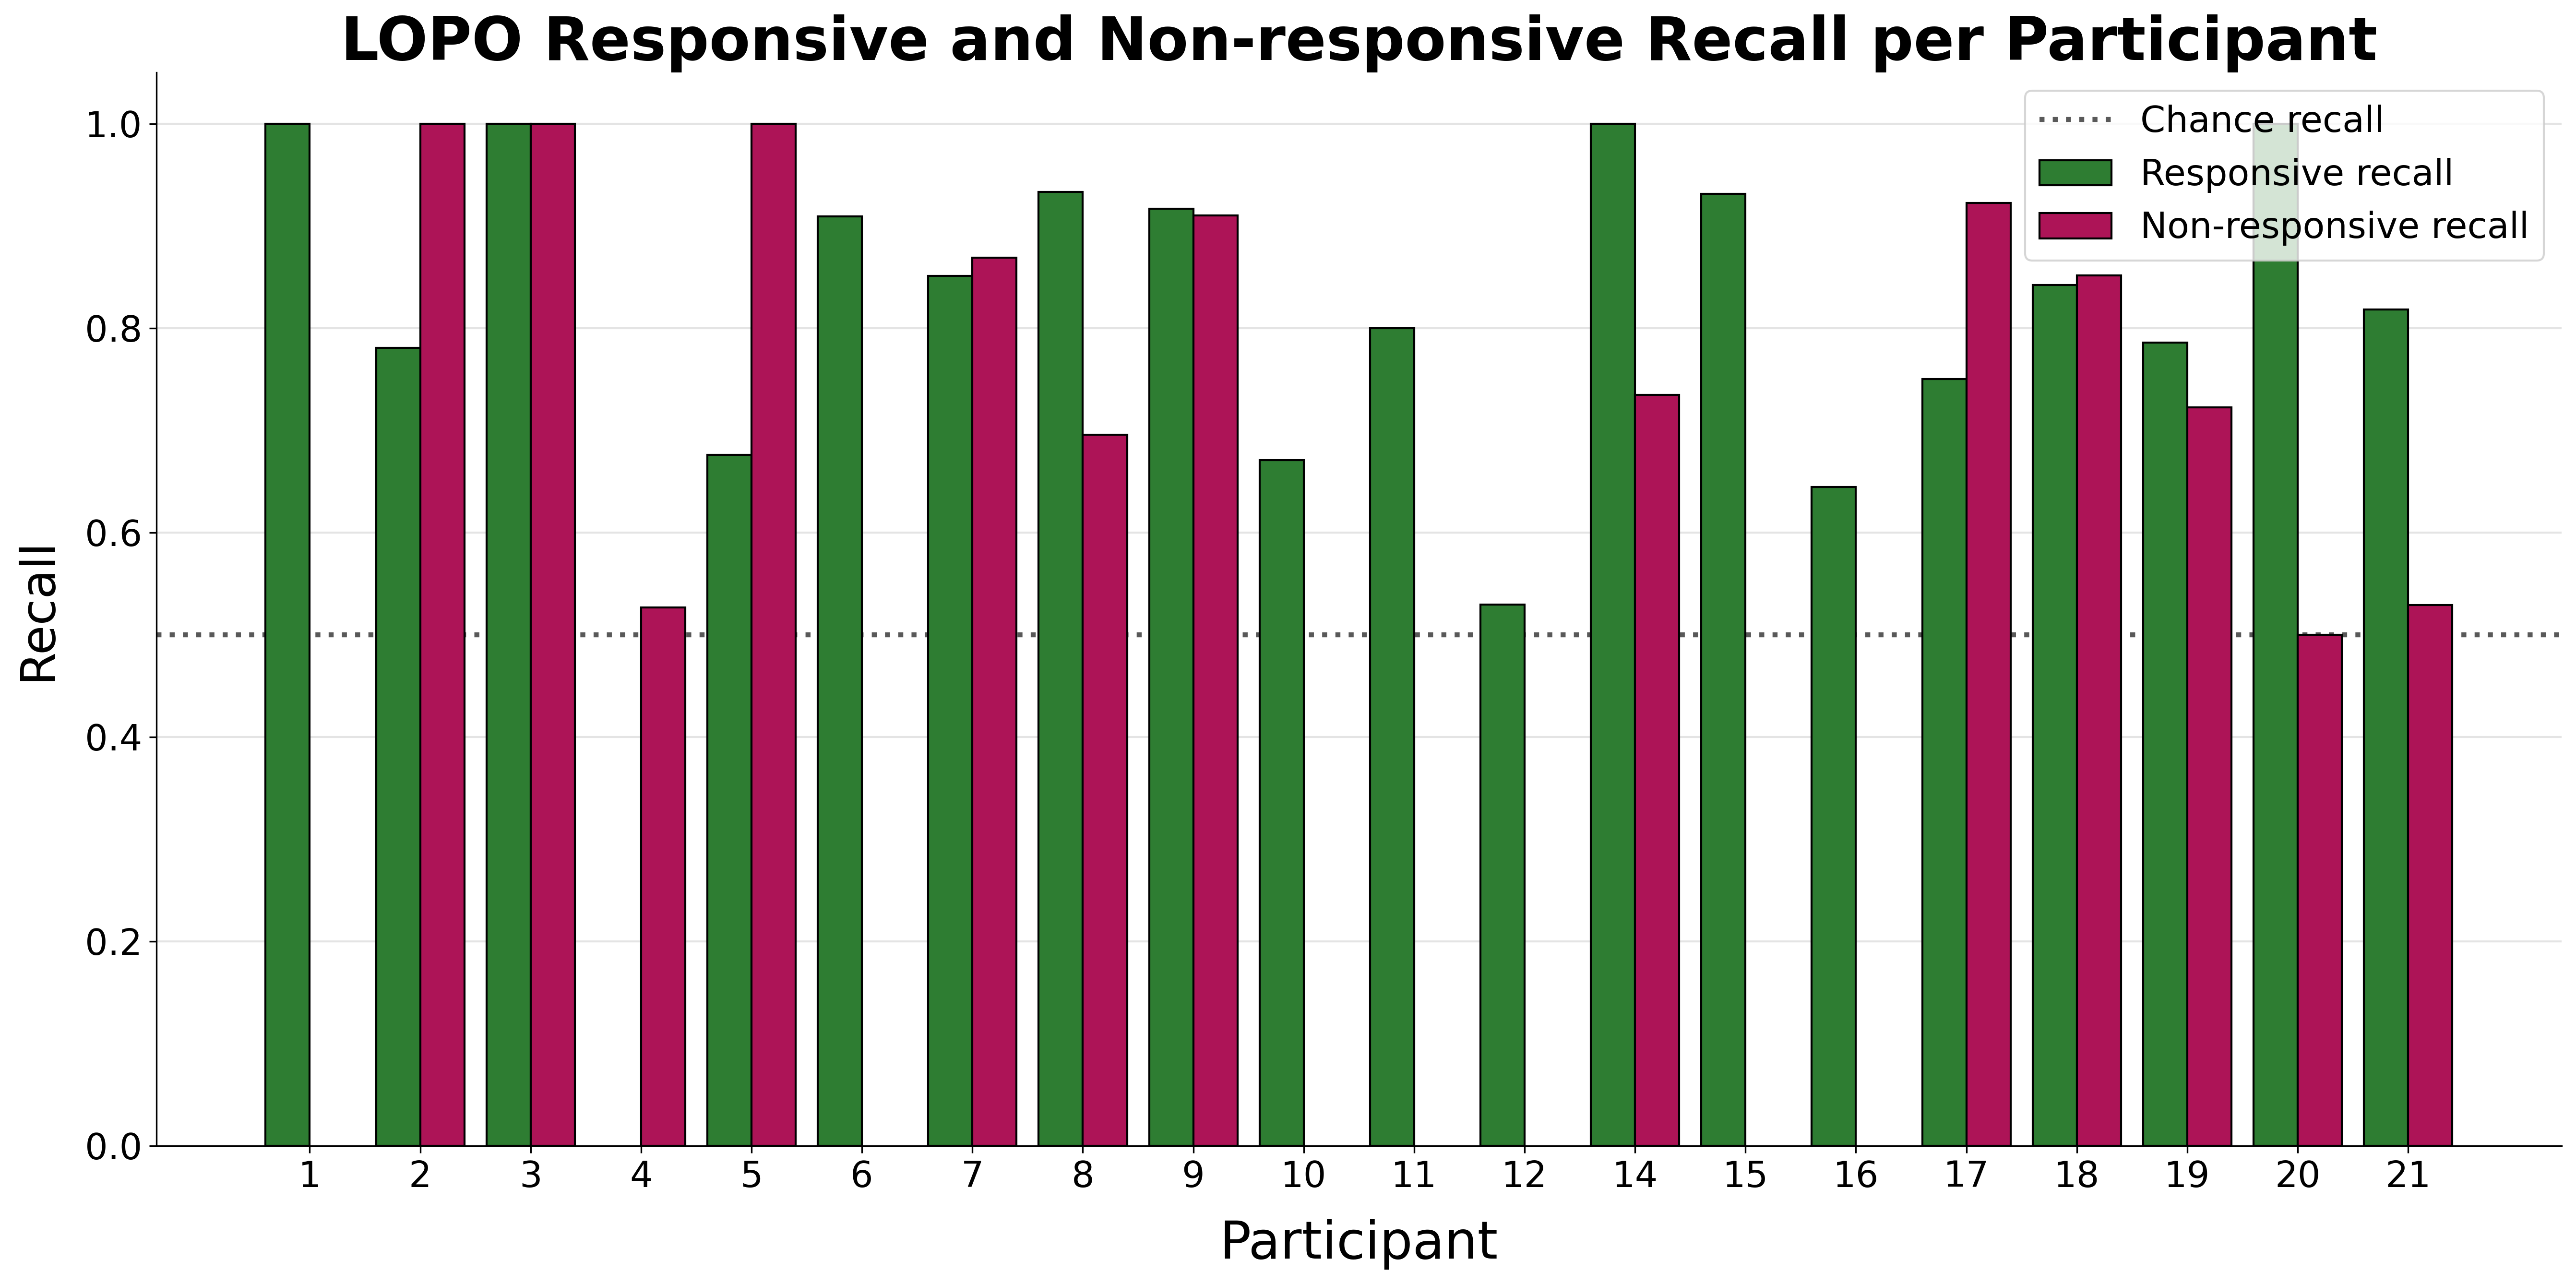 LOPO Responsive and Non-responsive Recall per Participant
Chance recall
Responsive recall
Non-responsive recall
Recall
1.0
0.8
0.6
0.4
0.2
0.0
1 2 3 4 5 6 7 8 9 10 11 12 14 15 16 17 18 19 20 21
Participant